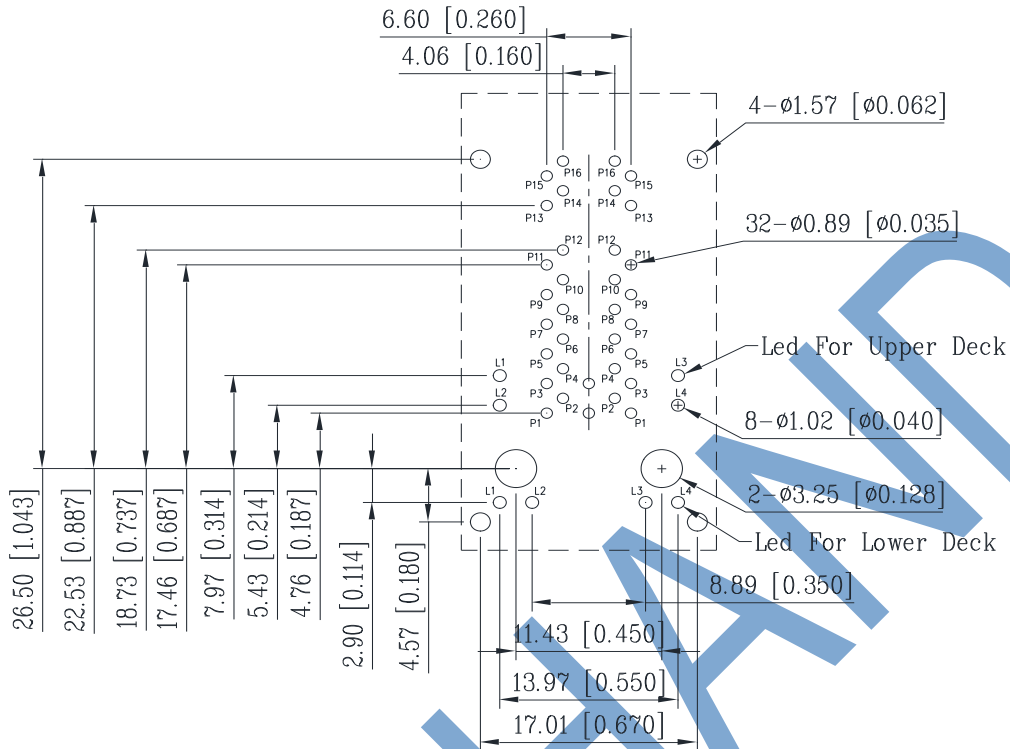 6.60 [0.260]
4.06 [0.160]
4-ø1.57 [ø0.062]
P16 P16
P15 P15
P14 P14
P13 P13
32-ø0.89 [ø0.035]
P12 P12
P11 P11
P10 P10
P9 P9
P8 P8
P7 P7
Led For Upper Deck
P6 P6
P5 P5
L1 P4 P4 L3
P3 P3
L2 P2 P2 L4
P1 P1
8-ø1.02 [ø0.040]
L1 L2 L3 L4
2-ø3.25 [ø0.128]
Led For Lower Deck
26.50 [1.043]
22.53 [0.887]
18.73 [0.737]
17.46 [0.687]
7.97 [0.314]
5.43 [0.214]
4.76 [0.187]
2.90 [0.114]
4.57 [0.180]
8.89 [0.350]
11.43 [0.450]
13.97 [0.550]
17.01 [0.670]